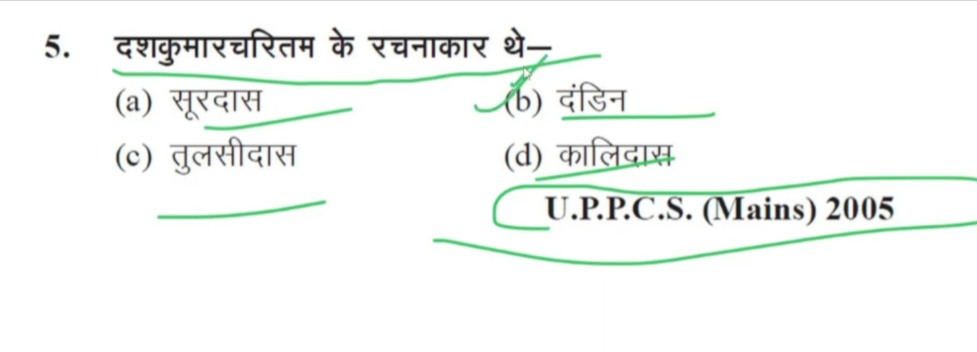 5. दशकुमारचरितम के रचनाकार थे—
(a) सूरदास (b) दंडिन
(c) तुलसीदास (d) कालिदास
U.P.P.C.S. (Mains) 2005